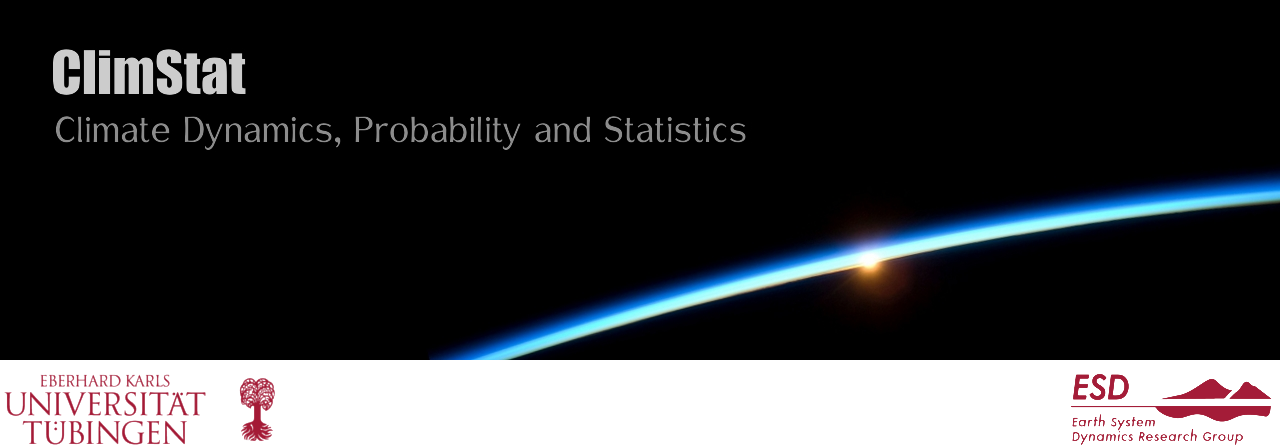 ClimStat
Climate Dynamics, Probability and Statistics
EBERHARD KARLS
UNIVERSITÄT
TÜBINGEN
ESD
Earth System
Dynamics Research Group